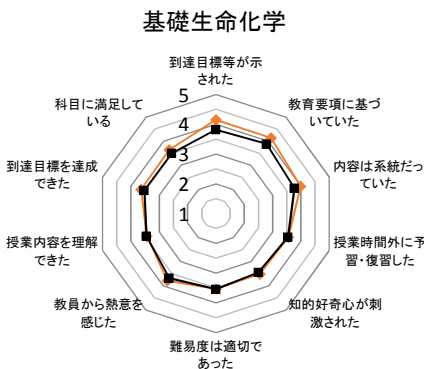 基礎生命化学
到達目標等が示
された
教育要項に基づ
いていた
内容は系統だっ
ていた
授業時間外に予
習・復習した
知的好奇心が刺
激された
難易度は適切で
あった
教員から熱意を
感じた
授業内容を理解
できた
到達目標を達成
できた
科目に満足して
いる
5
4
3
2
1